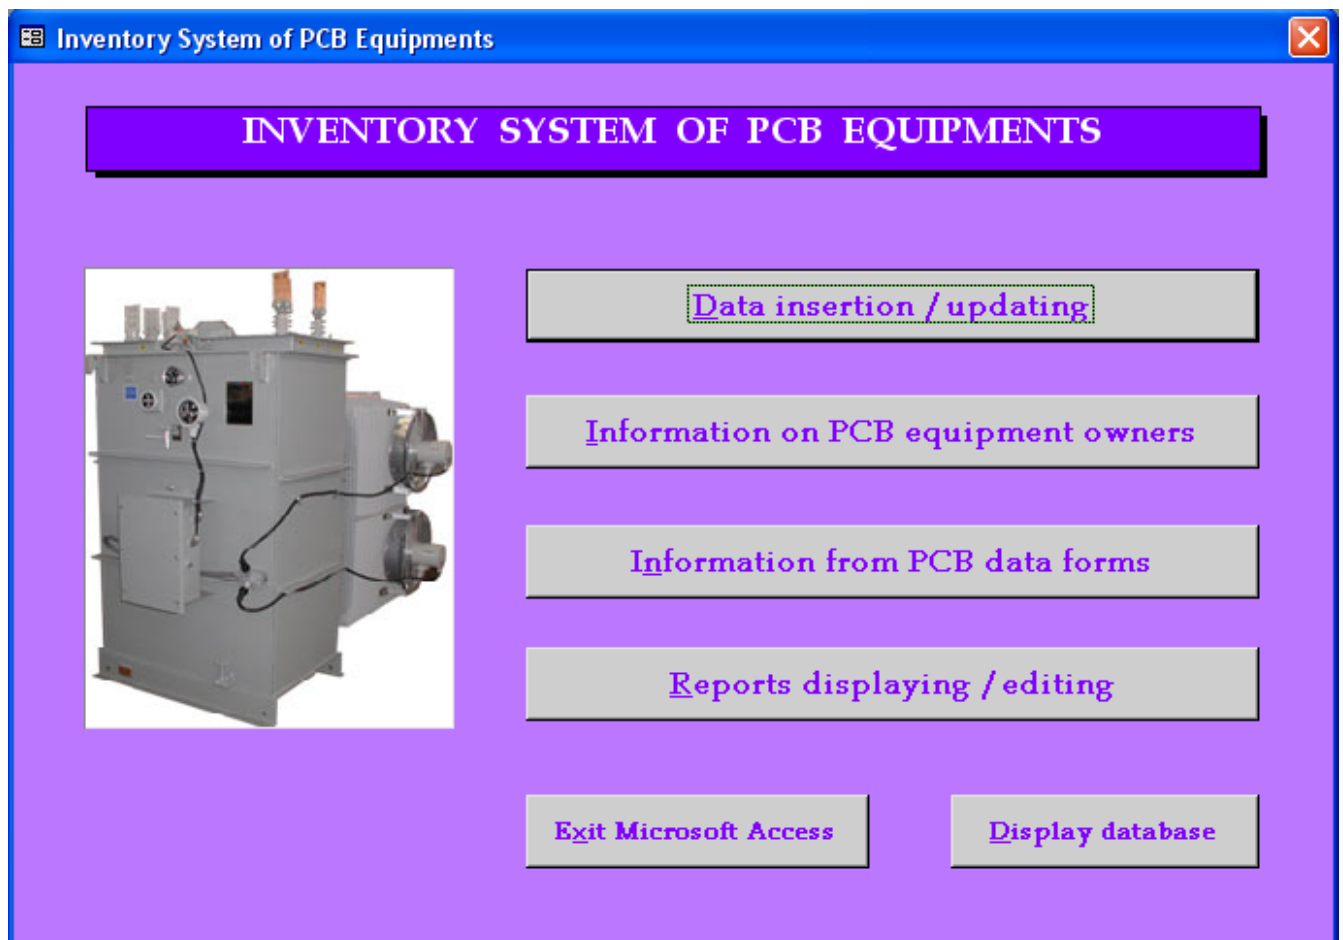 Inventory System of PCB Equipments
INVENTORY SYSTEM OF PCB EQUIPMENTS
Data insertion / updating
Information on PCB equipment owners
Information from PCB data forms
Reports displaying / editing
Exit Microsoft Access
Display database